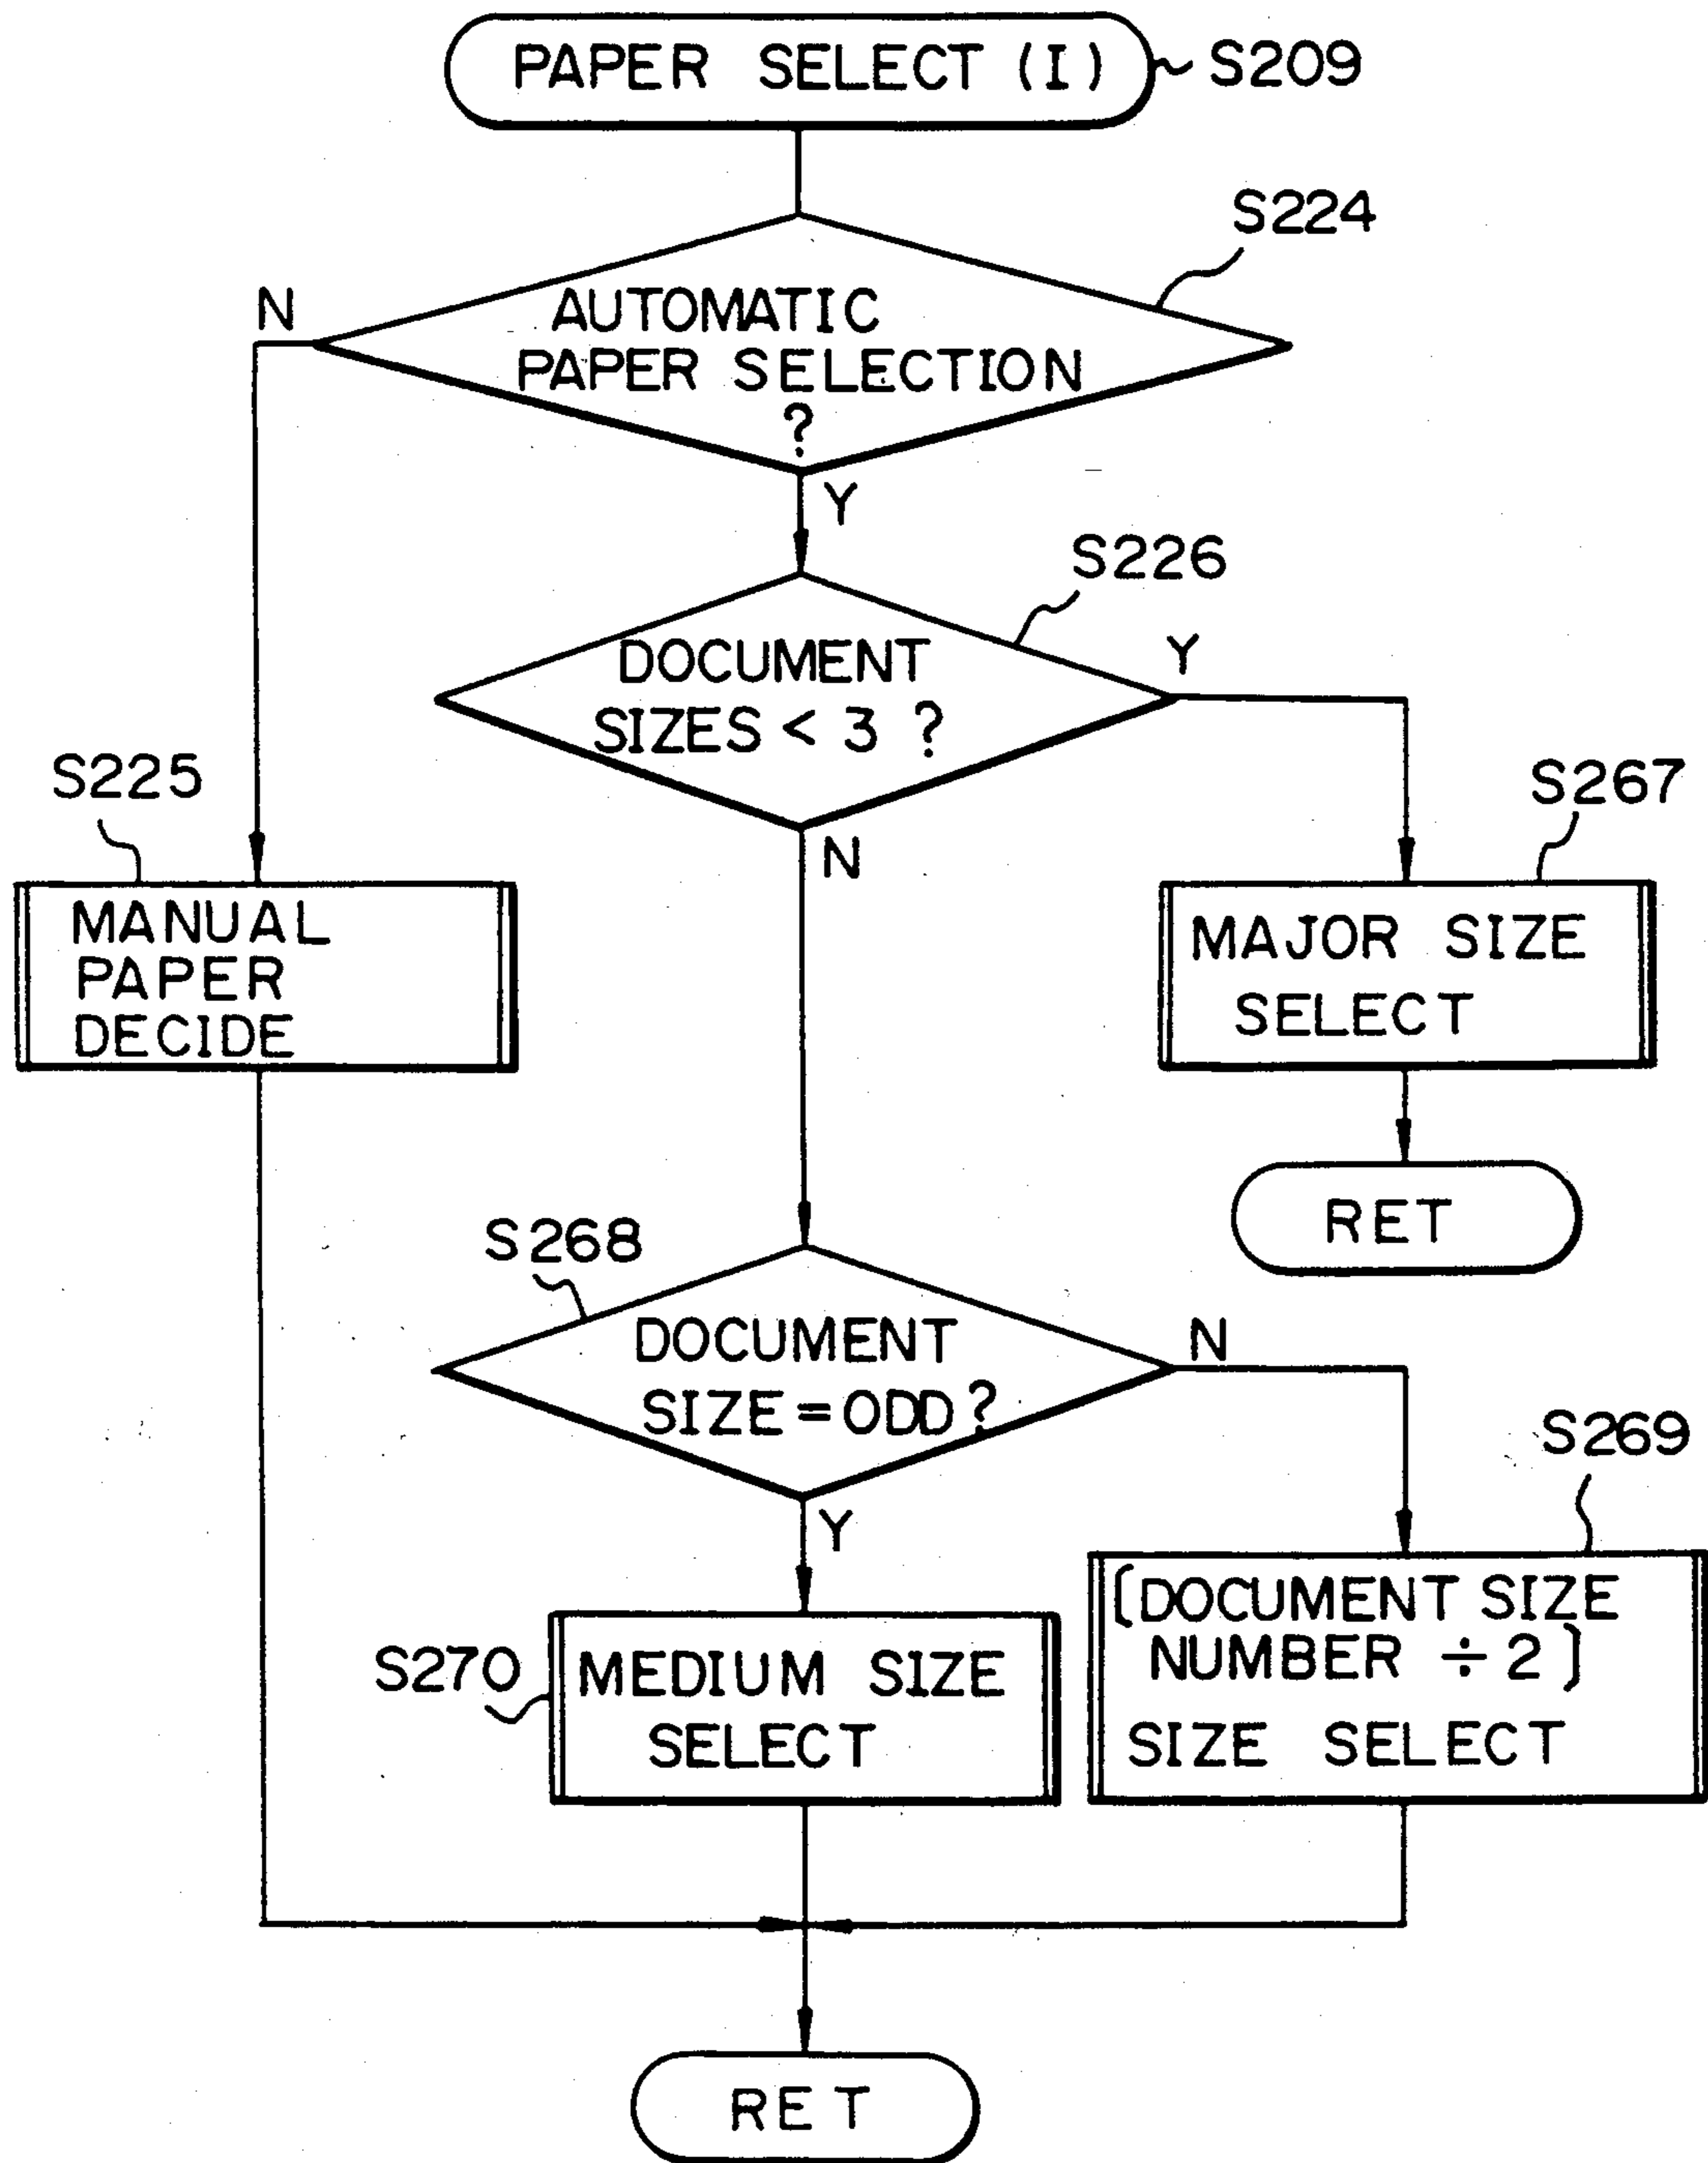 PAPER SELECT (I)
S209
S224
N
AUTOMATIC
PAPER SELECTION
?
Y
S226
DOCUMENT
SIZES < 3 ?
Y
N
S225
MANUAL
PAPER
DECIDE
S267
MAJOR SIZE
SELECT
RET
S268
DOCUMENT
SIZE = ODD ?
N
Y
S269
[DOCUMENT SIZE
NUMBER ÷ 2]
SIZE SELECT
S270
MEDIUM SIZE
SELECT
RET